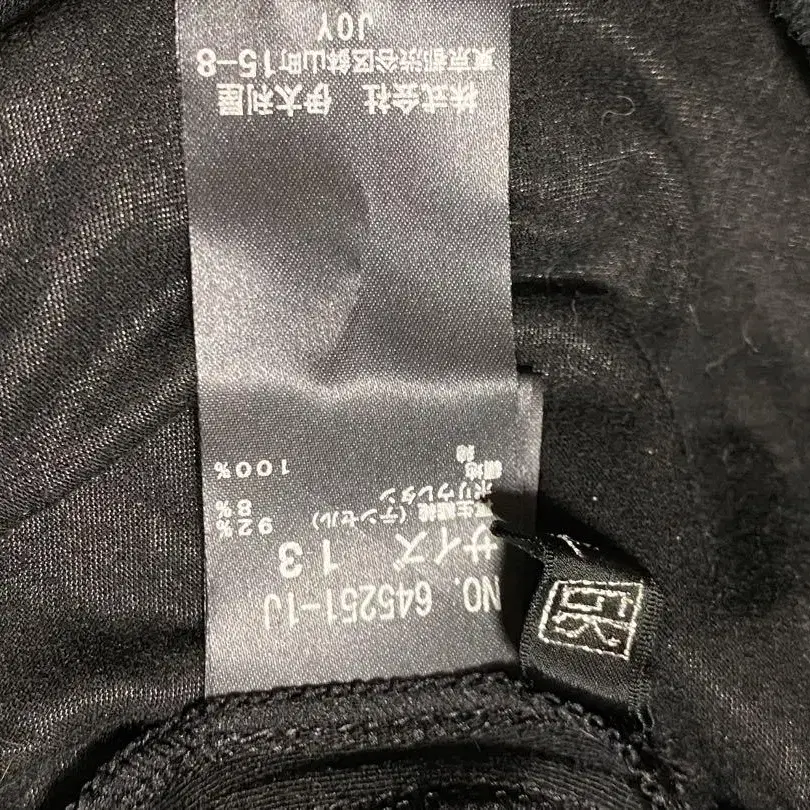 NO. 645251-1J
サイズ 13
再生繊維（テンセル） 92%
ポリウレタン 8%
100%
株式会社 伊太利屋
東京都渋谷区鉢山町15-8
JOY